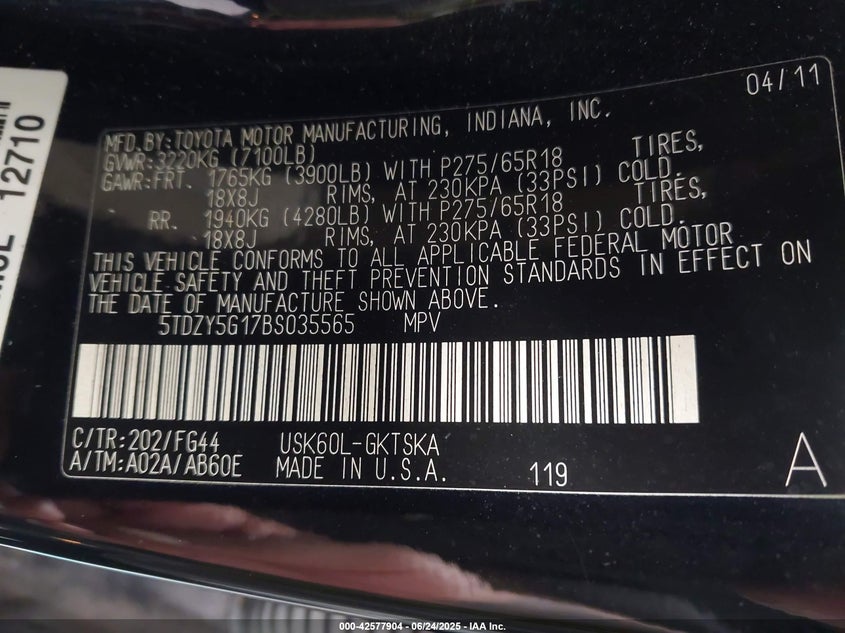 04/11
MFD.BY:TOYOTA MOTOR MANUFACTURING, INDIANA, INC.
GVWR:3220KG (7100LB)
GAWR:FRT. 1765KG (3900LB) WITH P275/65R18 TIRES,
18X8J RIMS, AT 230KPA (33PSI) COLD.
RR. 1940KG (4280LB) WITH P275/65R18 TIRES,
18X8J RIMS, AT 230KPA (33PSI) COLD.
THIS VEHICLE CONFORMS TO ALL APPLICABLE FEDERAL MOTOR
VEHICLE SAFETY AND THEFT PREVENTION STANDARDS IN EFFECT ON
THE DATE OF MANUFACTURE SHOWN ABOVE.
5TDZY5G17BS035565 MPV
C/TR:202/FG44 USK60L-GKTSKA
A/TM:A02A/AB60E MADE IN U.S.A. 119 A
12710
000-42577904 - 06/24/2025 - IAA Inc.